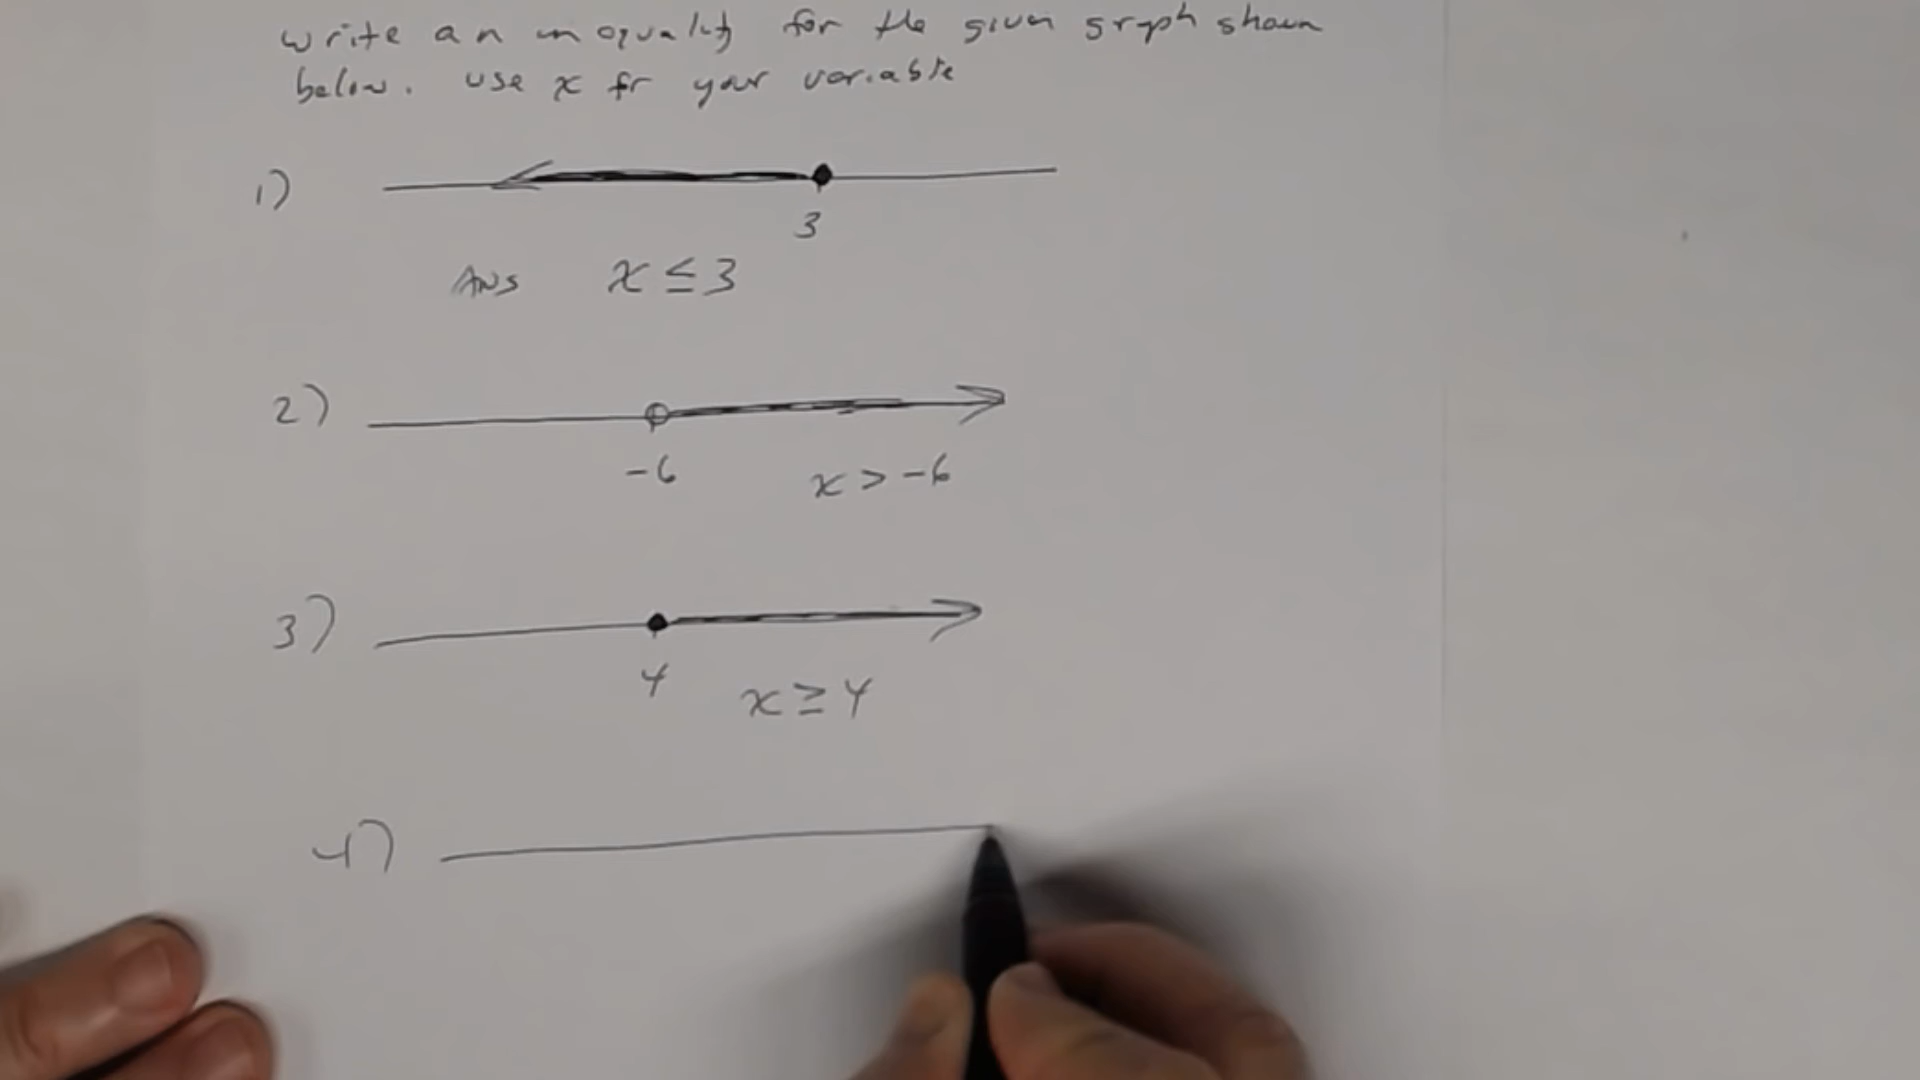 write an inequality for the given graph shown
below. use x for your variable
1)
3
Ans x ≤ 3
2)
-6 x > -6
3)
4 x ≥ 4
4)